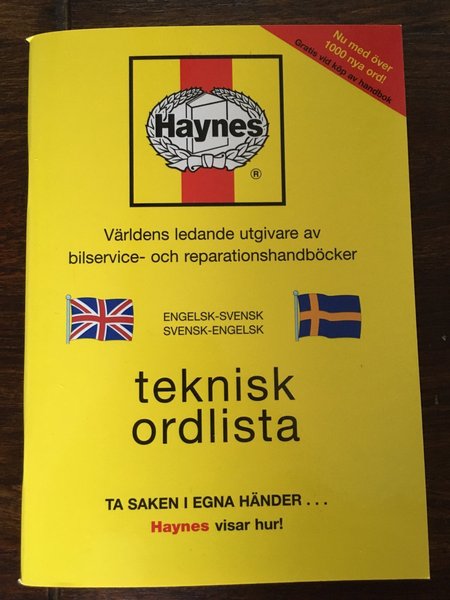 Nu med över
1000 nya ord!
Gratis vid köp av handbok
Haynes
®
Världens ledande utgivare av
bilservice- och reparationshandböcker
ENGELSK-SVENSK
SVENSK-ENGELSK
teknisk
ordlista
TA SAKEN I EGNA HÄNDER . . .
Haynes visar hur!